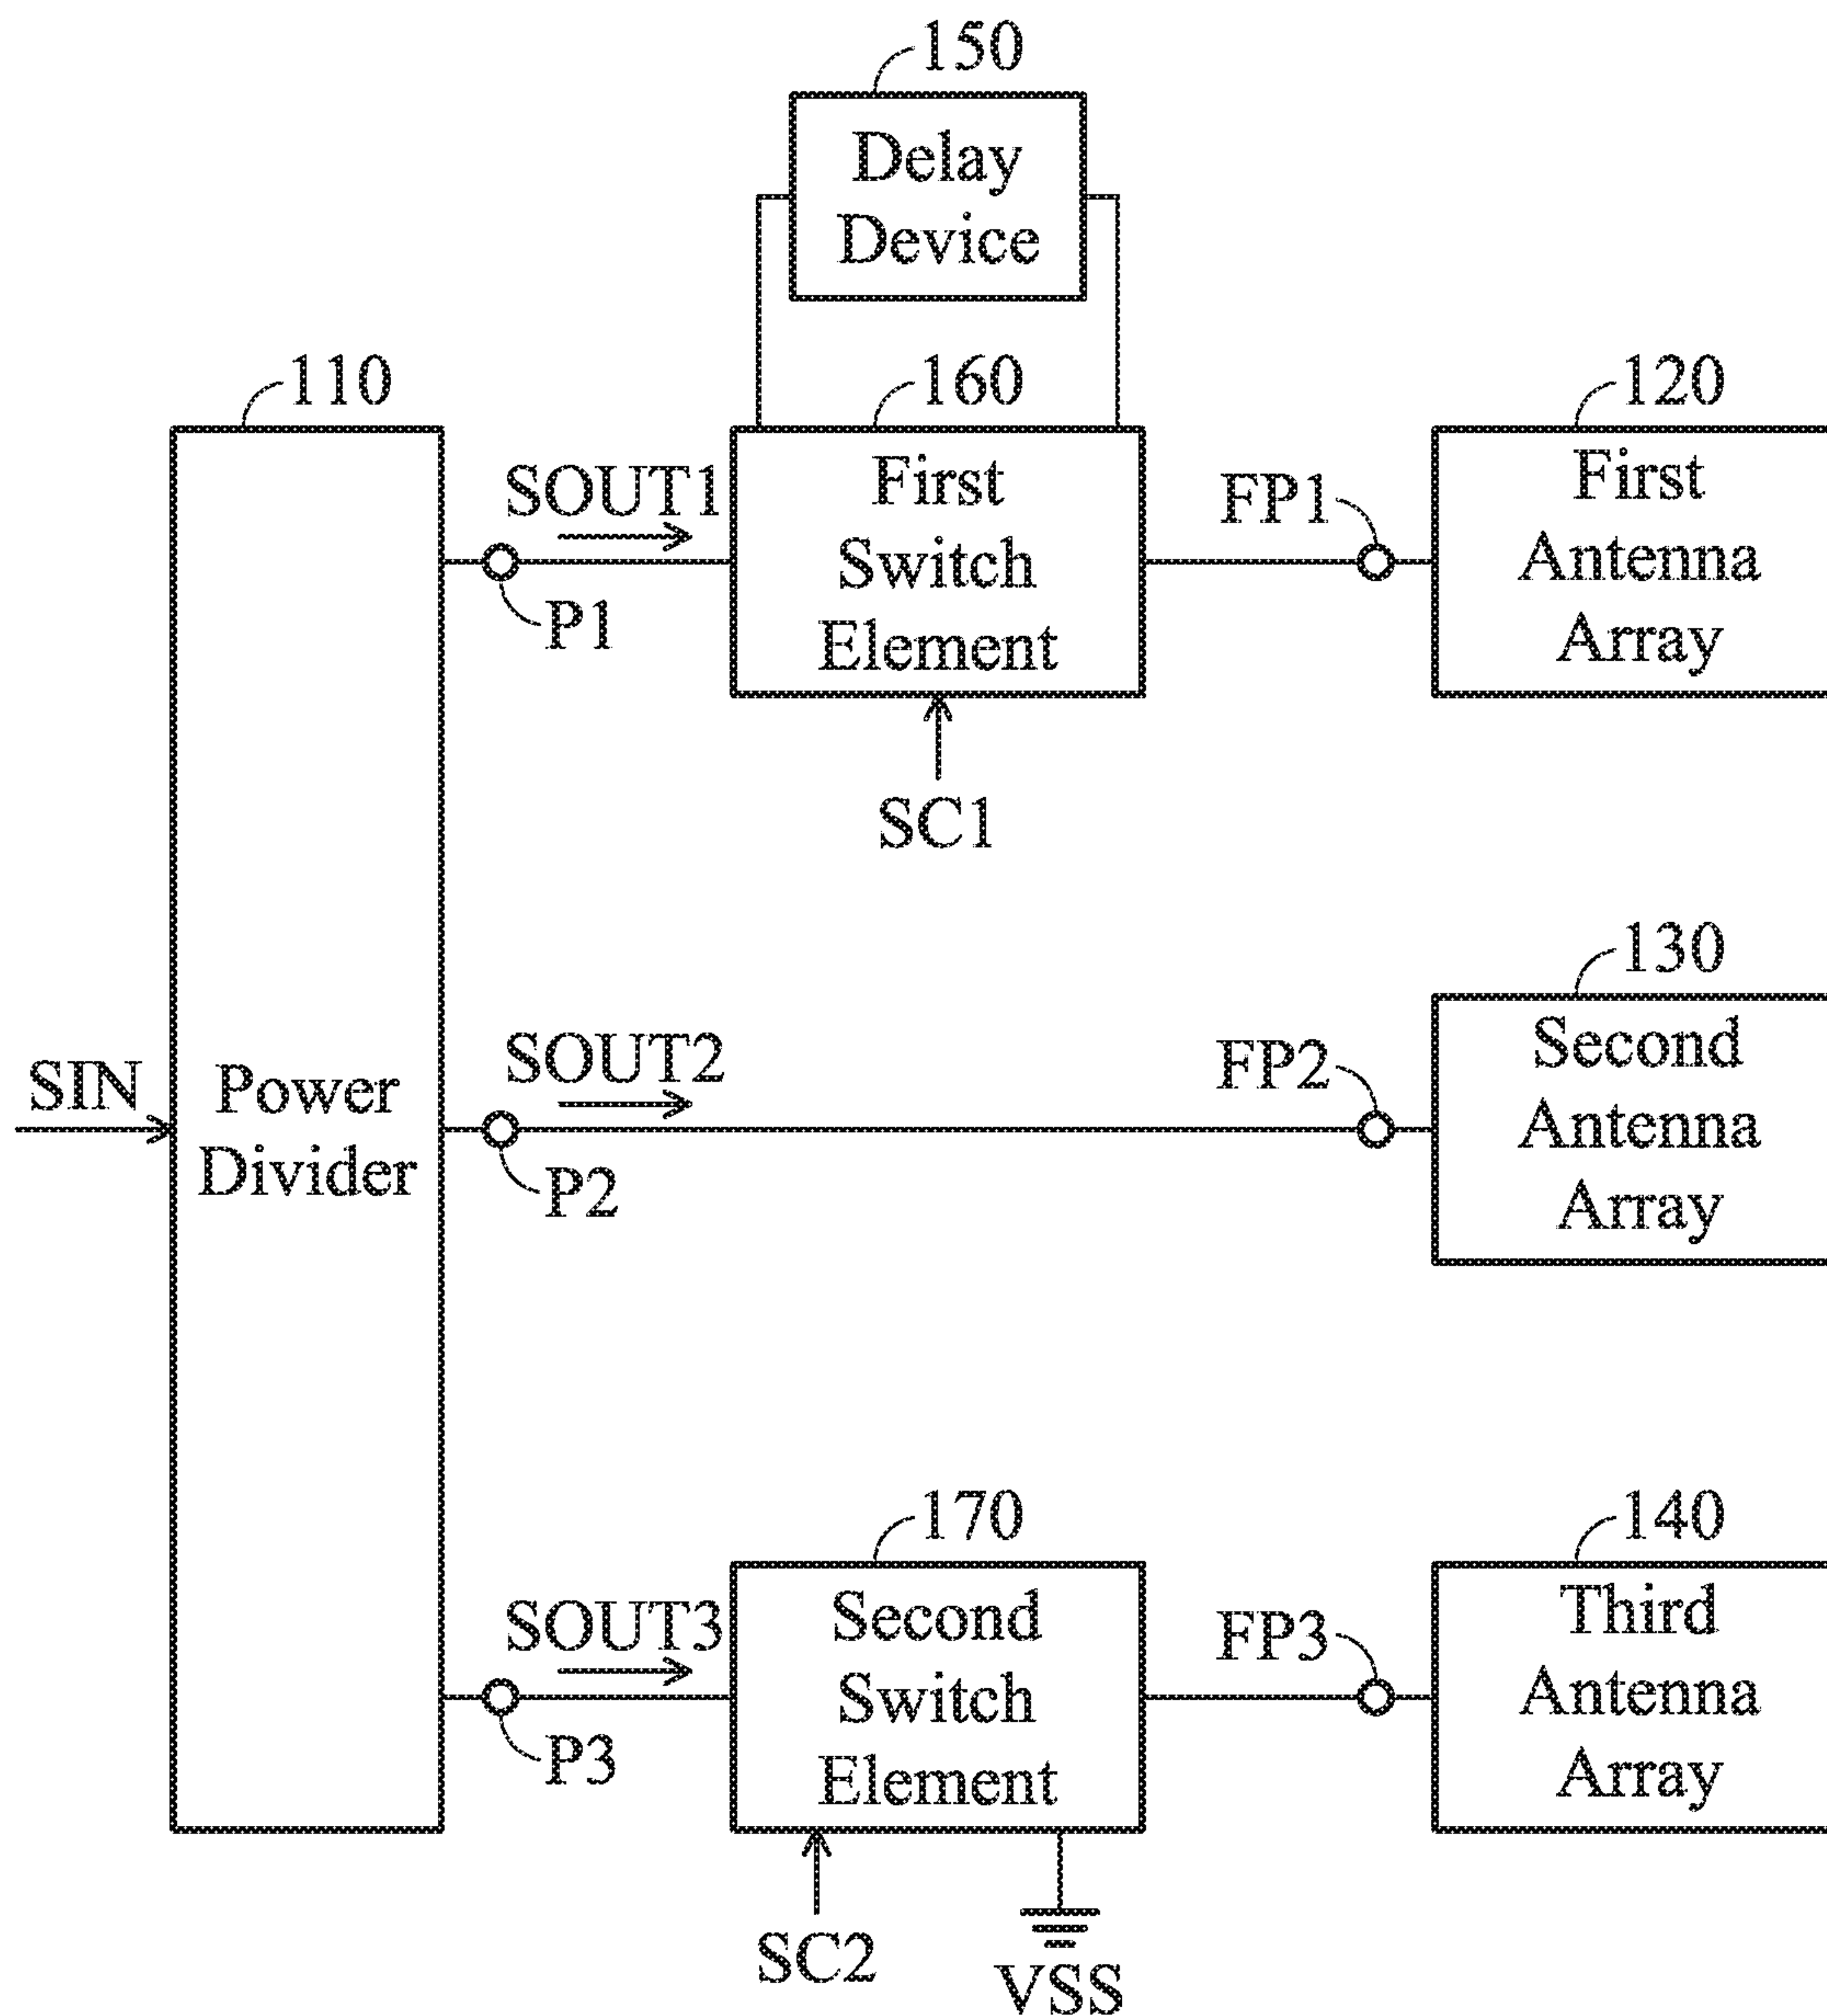 150
Delay
Device
110
160
120
SOUT1
First
Switch
Element
FP1
First
Antenna
Array
P1
SC1
130
SIN
Power
Divider
SOUT2
FP2
Second
Antenna
Array
P2
170
140
SOUT3
Second
Switch
Element
FP3
Third
Antenna
Array
P3
SC2
VSS